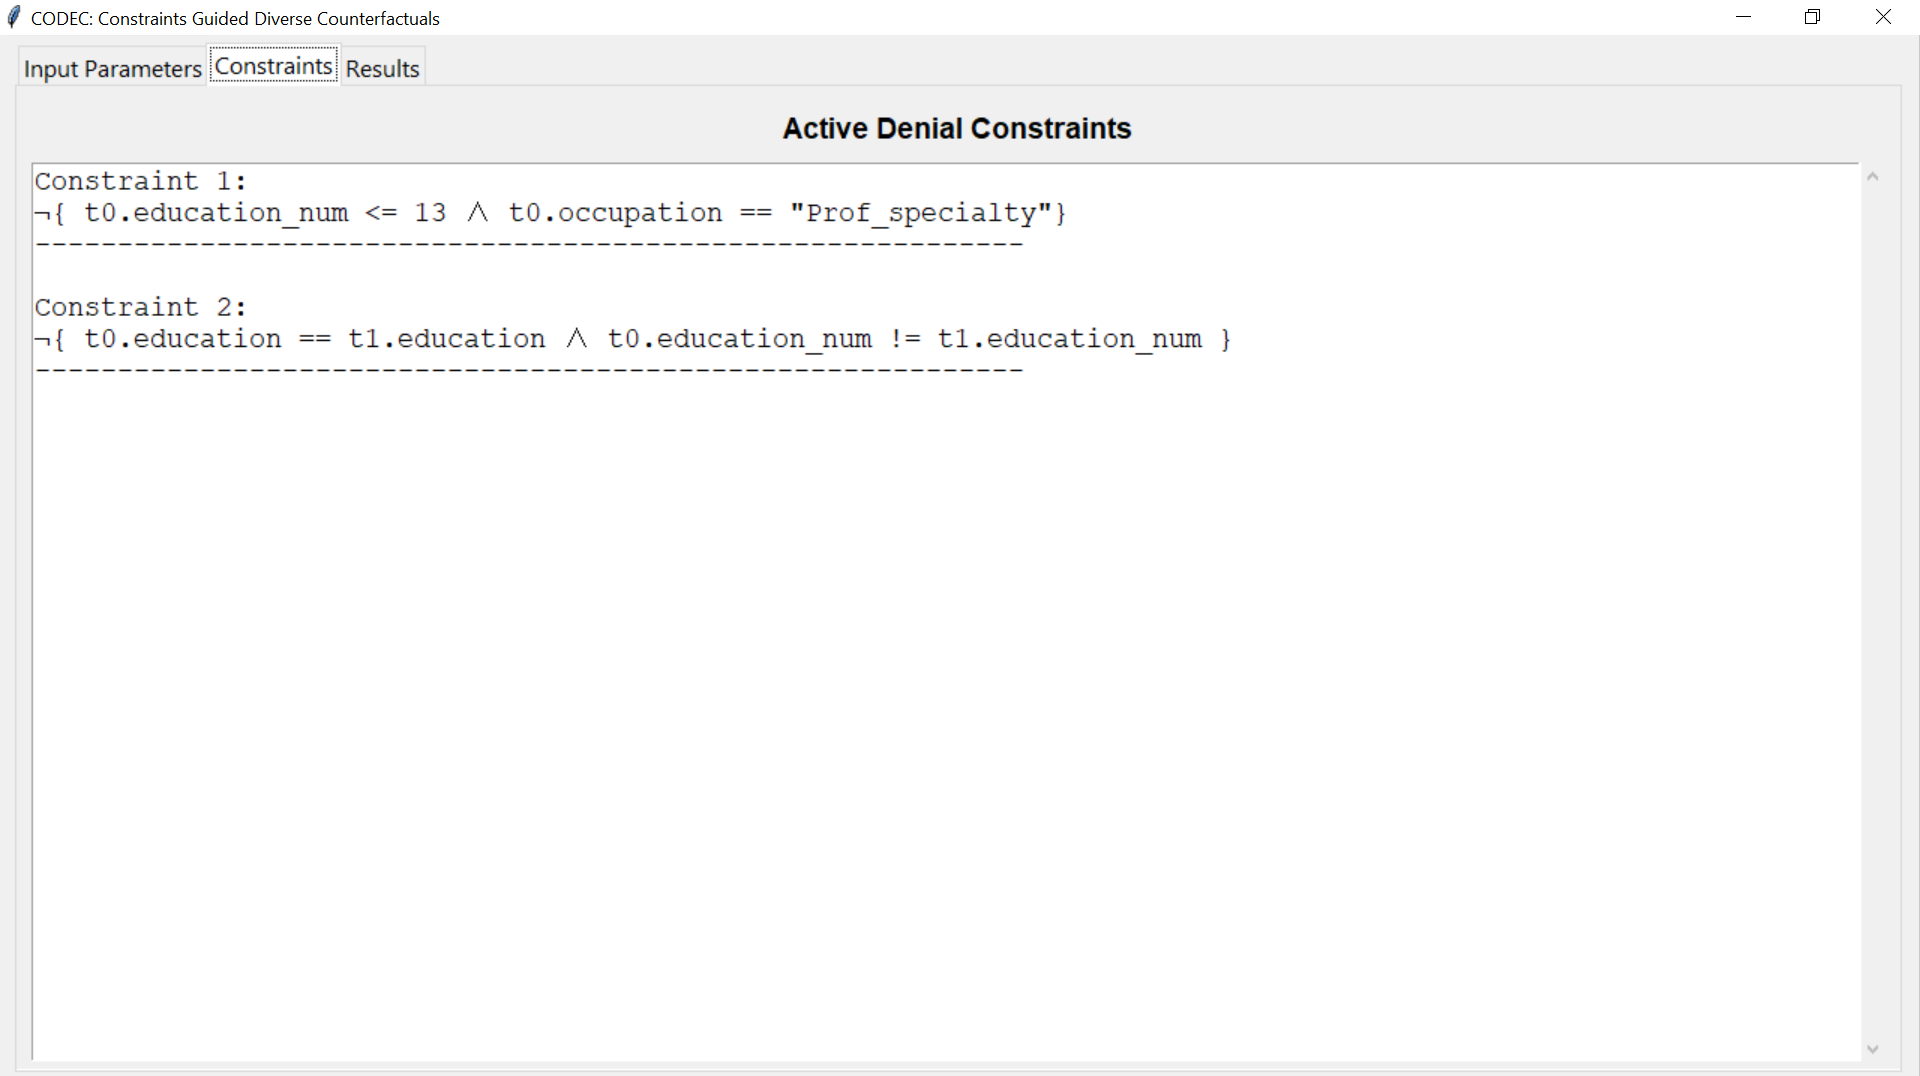 CODEC: Constraints Guided Diverse Counterfactuals
Input Parameters Constraints Results
Active Denial Constraints
Constraint 1:
¬{ t0.education_num <= 13 ∧ t0.occupation == "Prof_specialty"}
------------------------------------------------------------
Constraint 2:
¬{ t0.education == t1.education ∧ t0.education_num != t1.education_num }
------------------------------------------------------------